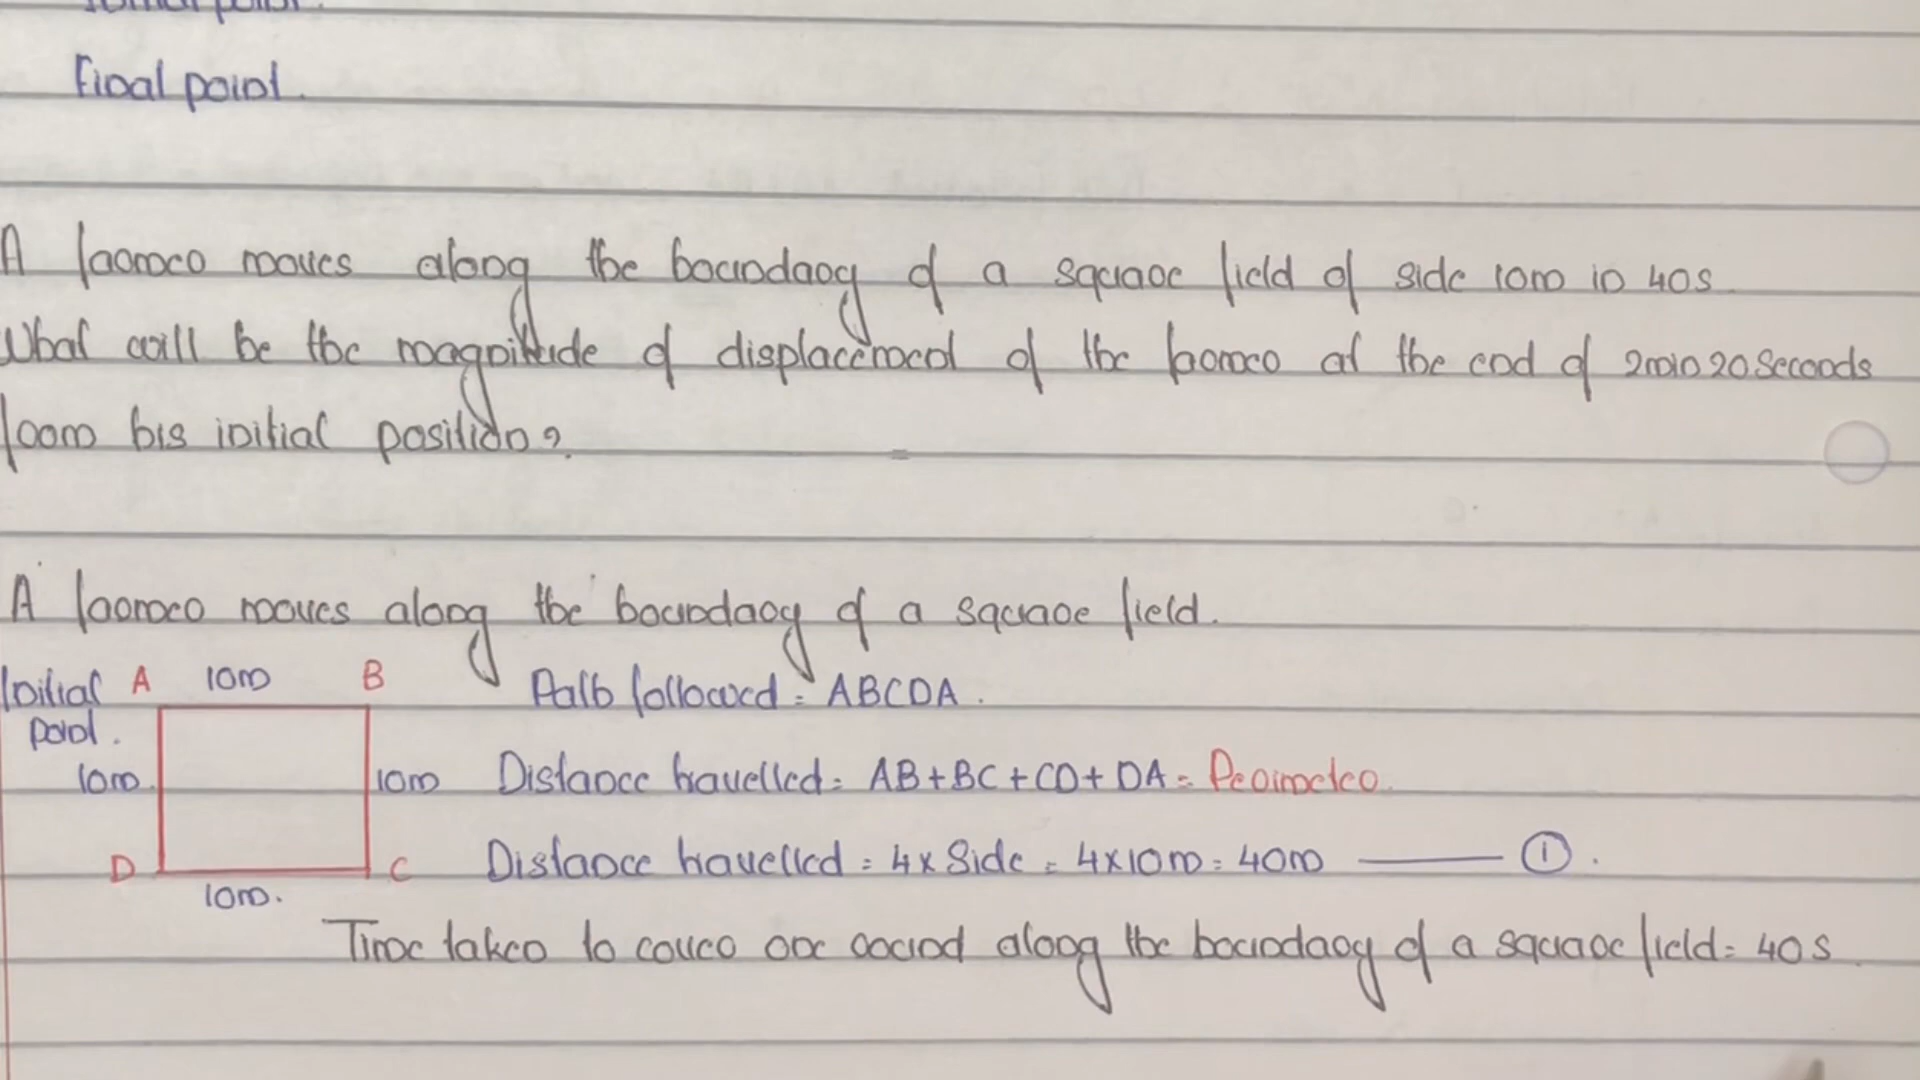 Final point.
A farmer moves along the boundary of a square field of side 10m in 40s.
What will be the magnitude of displacement of the farmer at the end of 2min 20 Seconds
from his initial position?
A farmer moves along the boundary of a square field.
Initial point.
A 10m B
Path followed = ABCDA.
10m 10m
Distance travelled = AB+BC+CD+DA = Perimeter.
D C
10m.
Distance travelled = 4x Side = 4x10m = 40m ——— ①.
Time taken to cover one round along the boundary of a square field = 40s.